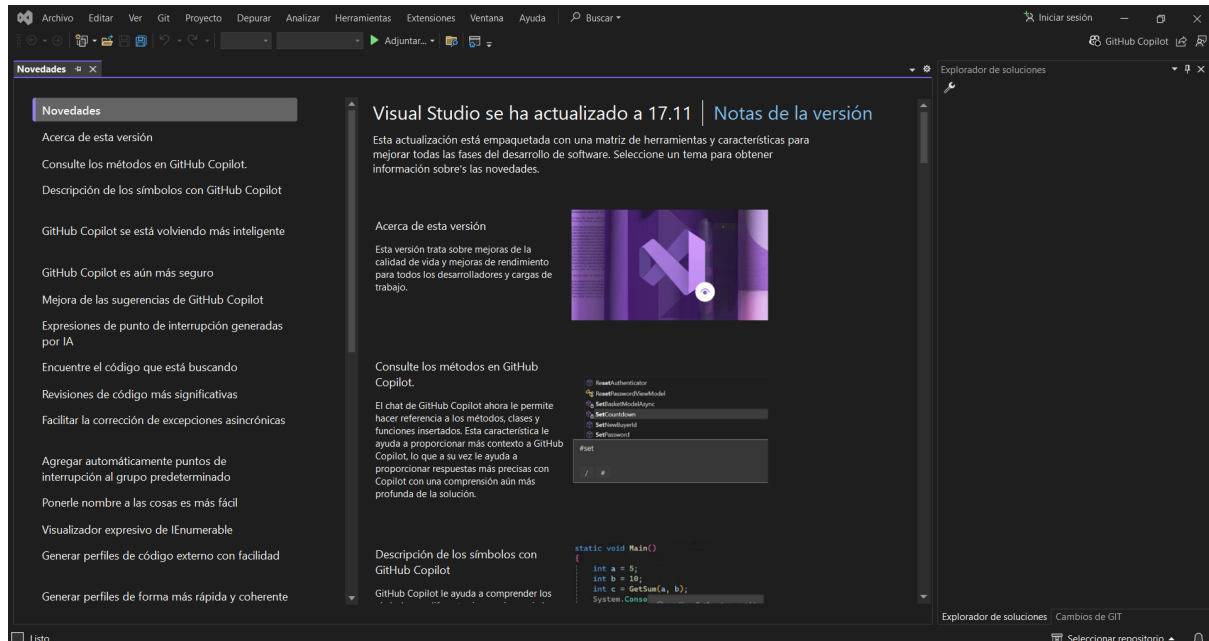 Archivo Editar Ver Git Proyecto Depurar Analizar Herramientas Extensiones Ventana Ayuda Buscar Iniciar sesión
Adjuntar... GitHub Copilot
Novedades
Explorador de soluciones
Novedades
Acerca de esta versión
Consulte los métodos en GitHub Copilot.
Descripción de los símbolos con GitHub Copilot
GitHub Copilot se está volviendo más inteligente
GitHub Copilot es aún más seguro
Mejora de las sugerencias de GitHub Copilot
Expresiones de punto de interrupción generadas
por IA
Encuentre el código que está buscando
Revisiones de código más significativas
Facilitar la corrección de excepciones asincrónicas
Agregar automáticamente puntos de
interrupción al grupo predeterminado
Ponerle nombre a las cosas es más fácil
Visualizador expresivo de IEnumerable
Generar perfiles de código externo con facilidad
Generar perfiles de forma más rápida y coherente
Visual Studio se ha actualizado a 17.11 | Notas de la versión
Esta actualización está empaquetada con una matriz de herramientas y características para
mejorar todas las fases del desarrollo de software. Seleccione un tema para obtener
información sobre's las novedades.
Acerca de esta versión
Esta versión trata sobre mejoras de la
calidad de vida y mejoras de rendimiento
para todos los desarrolladores y cargas de
trabajo.
Consulte los métodos en GitHub
Copilot.
El chat de GitHub Copilot ahora le permite
hacer referencia a los métodos, clases y
funciones insertados. Esta característica le
ayuda a proporcionar más contexto a GitHub
Copilot, lo que a su vez le ayuda a
proporcionar respuestas más precisas con
Copilot con una comprensión aún más
profunda de la solución.
ResetAuthenticator
ResetPasswordViewModel
SetBasketModelAsync
SetCountdown
SetNewBuyerId
SetPassword
#set
/ #
Descripción de los símbolos con
GitHub Copilot
GitHub Copilot le ayuda a comprender los
static void Main()
{
int a = 5;
int b = 10;
int c = GetSum(a, b);
System.Conso
Explorador de soluciones Cambios de GIT
Listo
Seleccionar repositorio